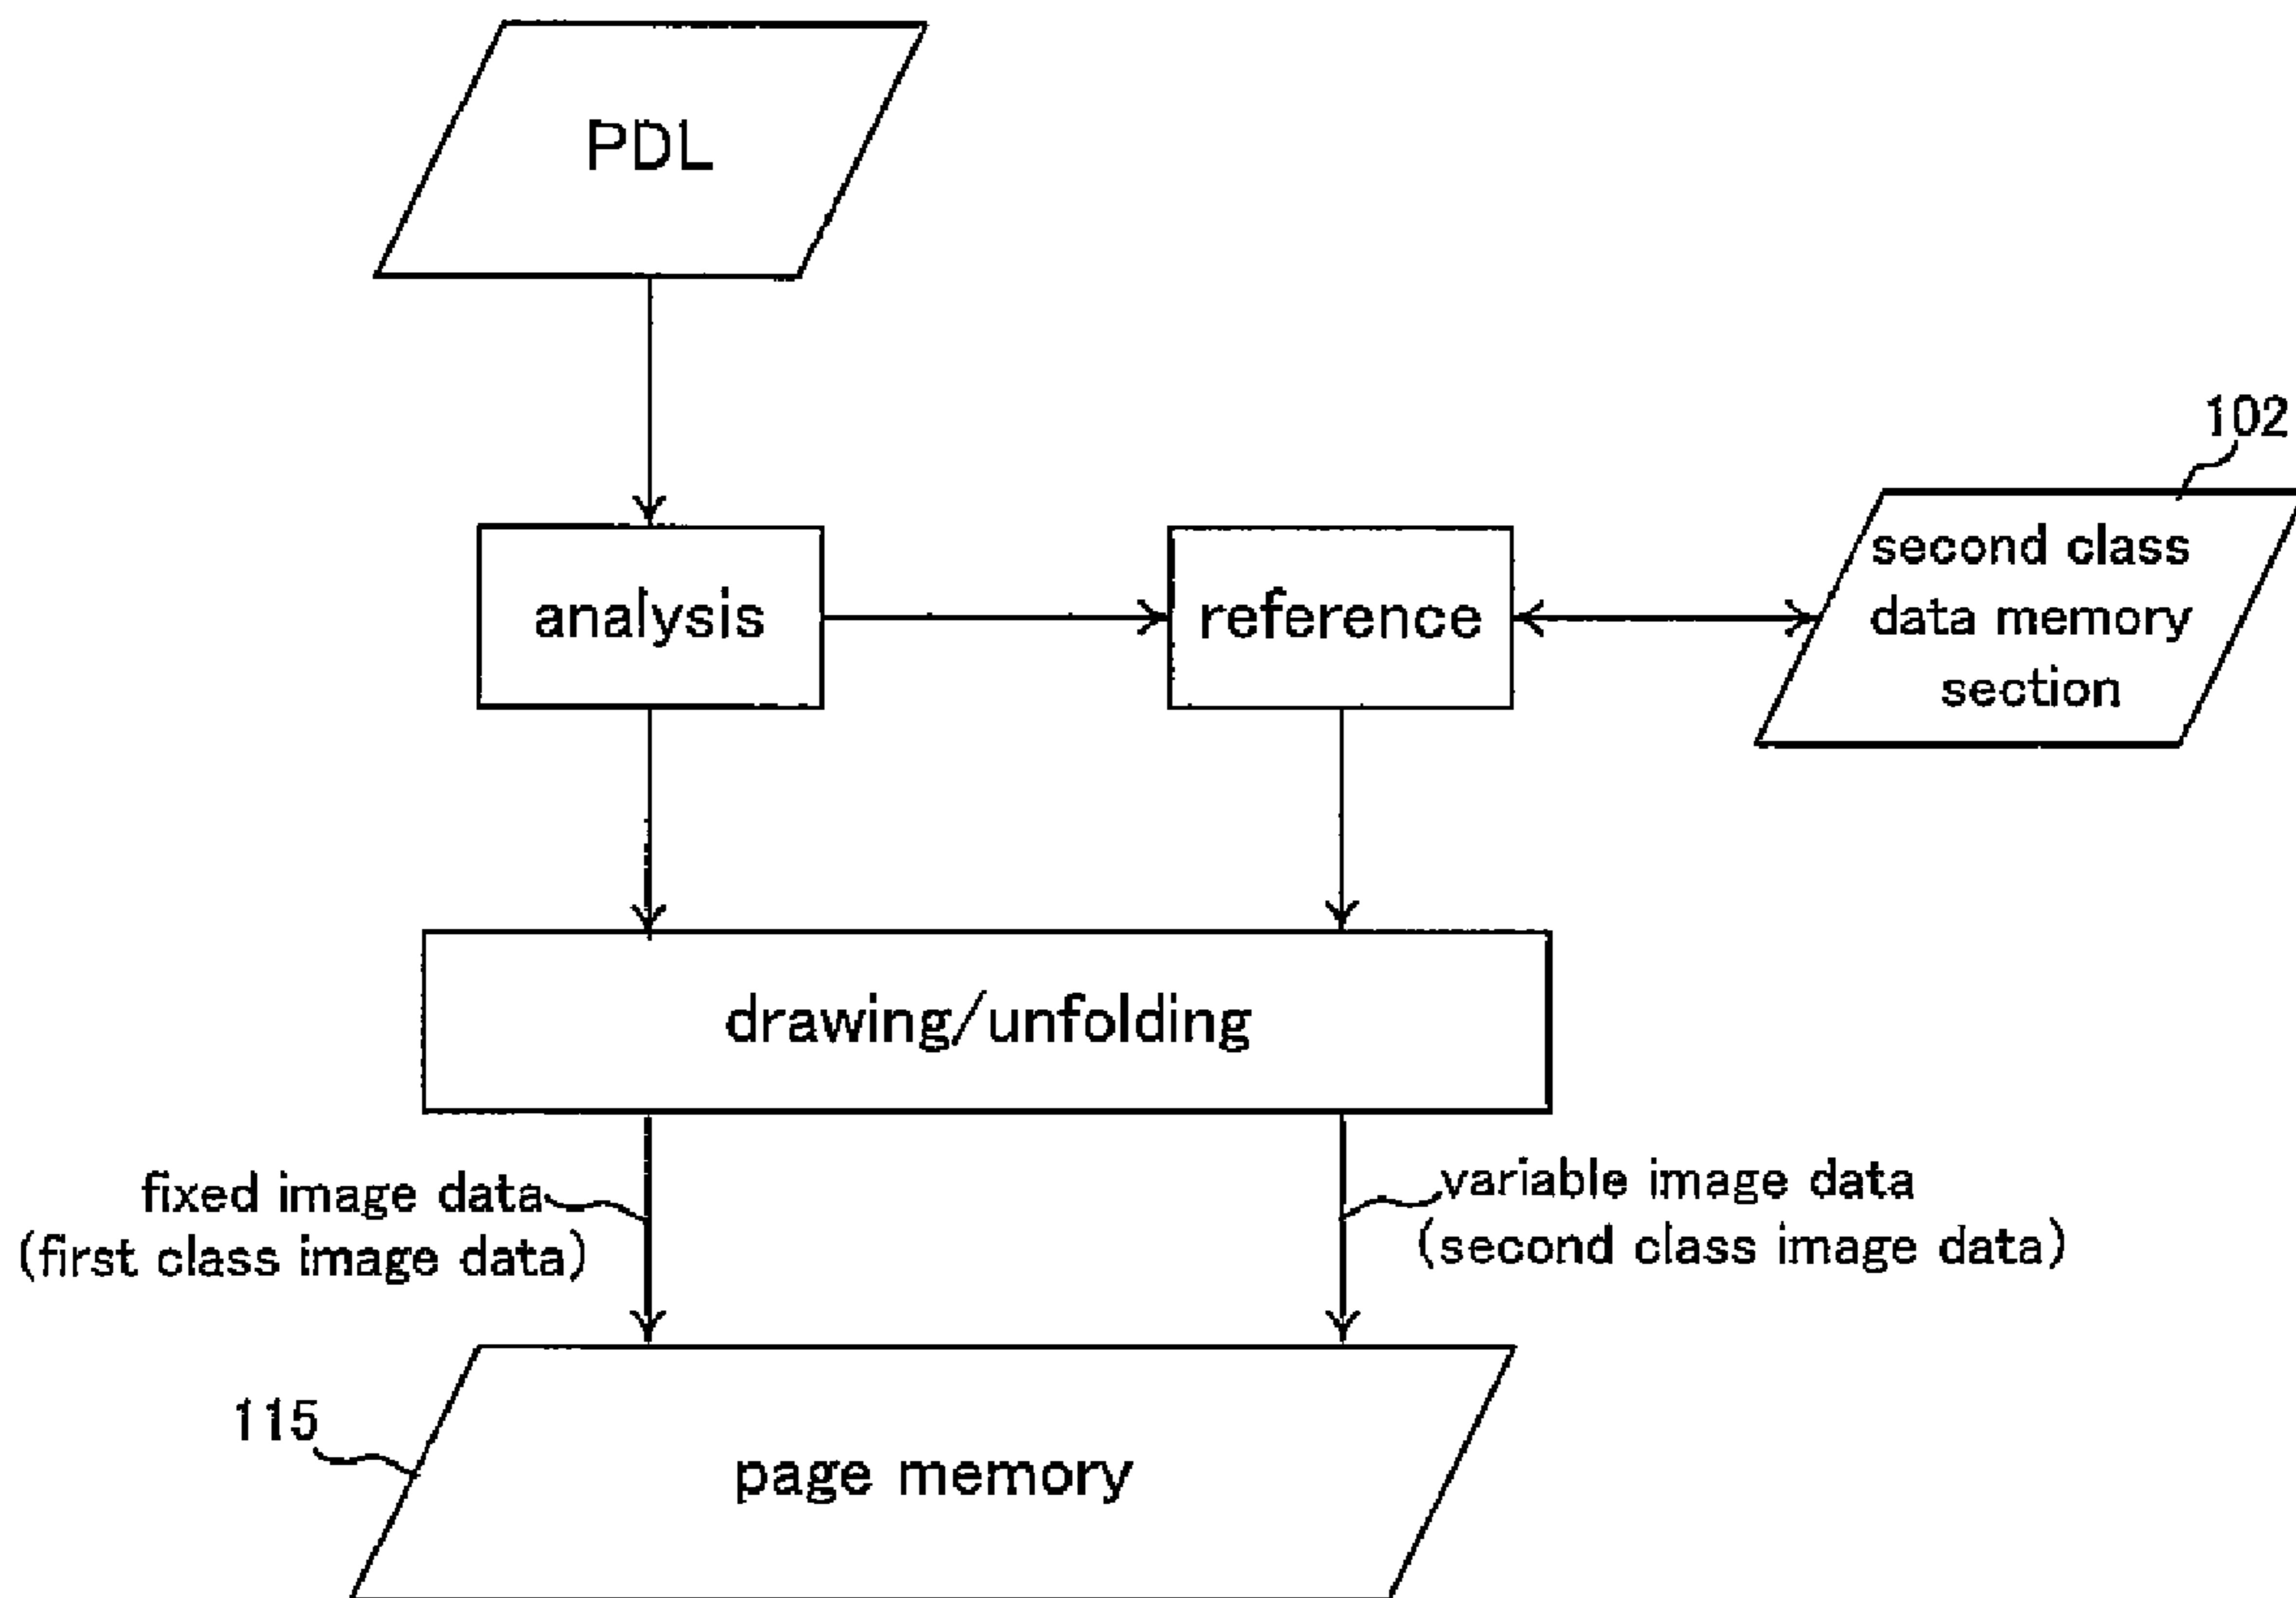 PDL
102
second class
data memory
section
analysis
reference
drawing/unfolding
fixed image data
(first class image data)
variable image data
(second class image data)
115
page memory